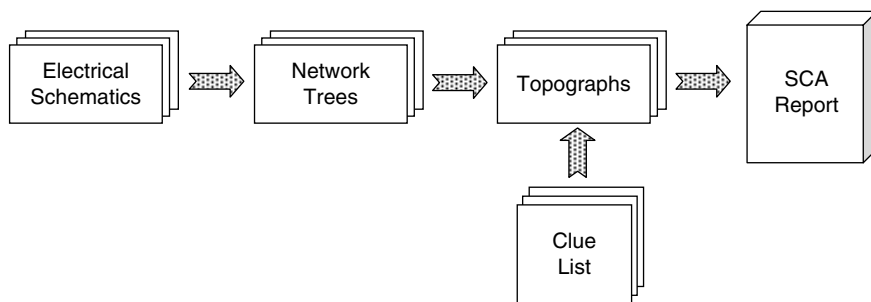 Electrical
Schematics
Network
Trees
Topographs
SCA
Report
Clue
List